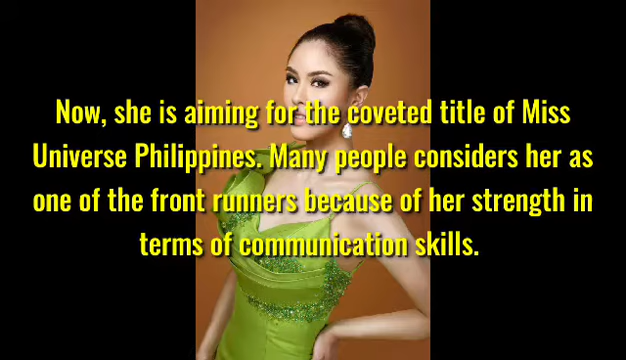 Now, she is aiming for the coveted title of Miss
Universe Philippines. Many people considers her as
one of the front runners because of her strength in
terms of communication skills.